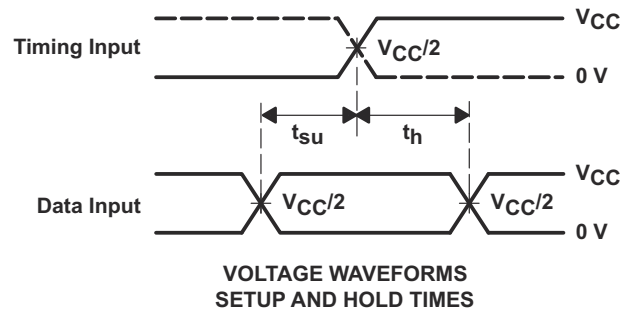 Timing Input
VCC
VCC/2
0 V
tsu
th
Data Input
VCC
VCC/2
VCC/2
0 V
VOLTAGE WAVEFORMS
SETUP AND HOLD TIMES